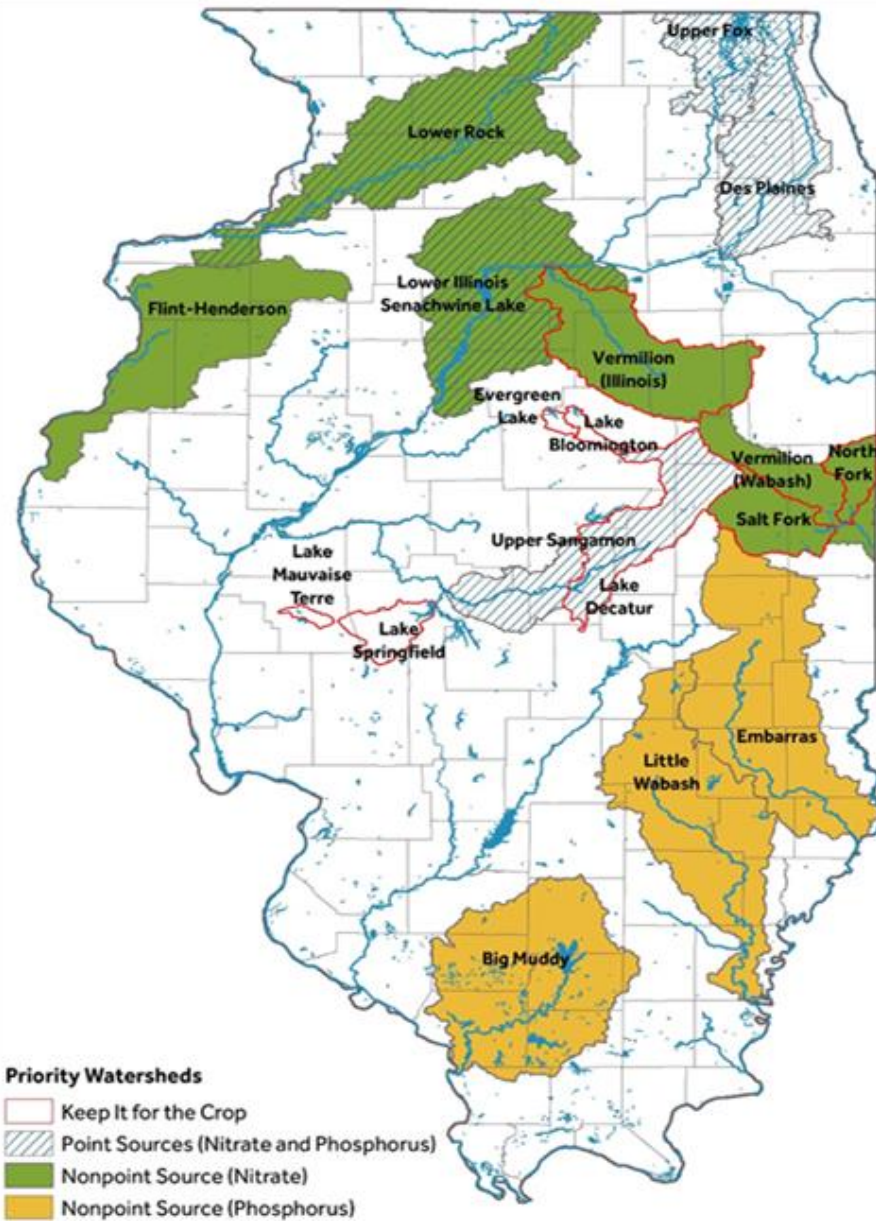 Upper Fox
Lower Rock
Des Plaines
Flint-Henderson
Lower Illinois
Senachwine Lake
Vermilion
(Illinois)
Evergreen
Lake
Lake
Bloomiogton
Vermilion
(Wabash)
North
Fork
Salt Fork
Upper Sangamon
Lake
Mauvaise
Terre
Lake
Decatur
Lake
Springfield
Embarras
Little
Wabash
Big Muddy
Priority Watersheds
Keep It for the Crop
Point Sources (Nitrate and Phosphorus)
Nonpoint Source (Nitrate)
Nonpoint Source (Phosphorus)